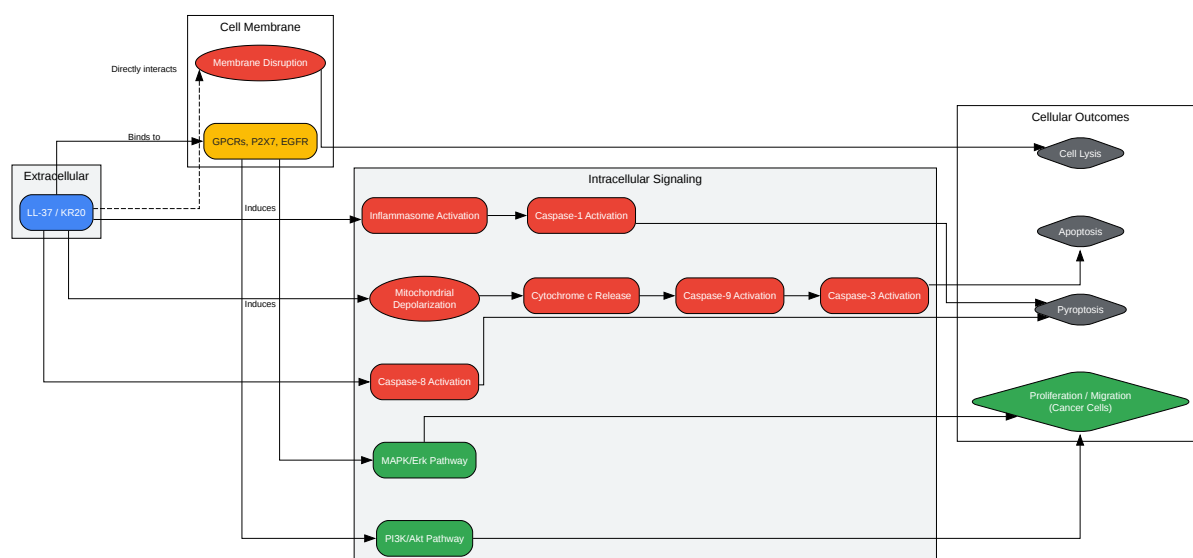 Cell Membrane
Membrane Disruption
Directly interacts
Cellular Outcomes
Binds to
GPCRs, P2X7, EGFR
Cell Lysis
Extracellular
Intracellular Signaling
LL-37 / KR20
Induces
Inflammasome Activation
Caspase-1 Activation
Apoptosis
Induces
Mitochondrial
Depolarization
Cytochrome c Release
Caspase-9 Activation
Caspase-3 Activation
Pyroptosis
Caspase-8 Activation
Proliferation / Migration
(Cancer Cells)
MAPK/Erk Pathway
PI3K/Akt Pathway